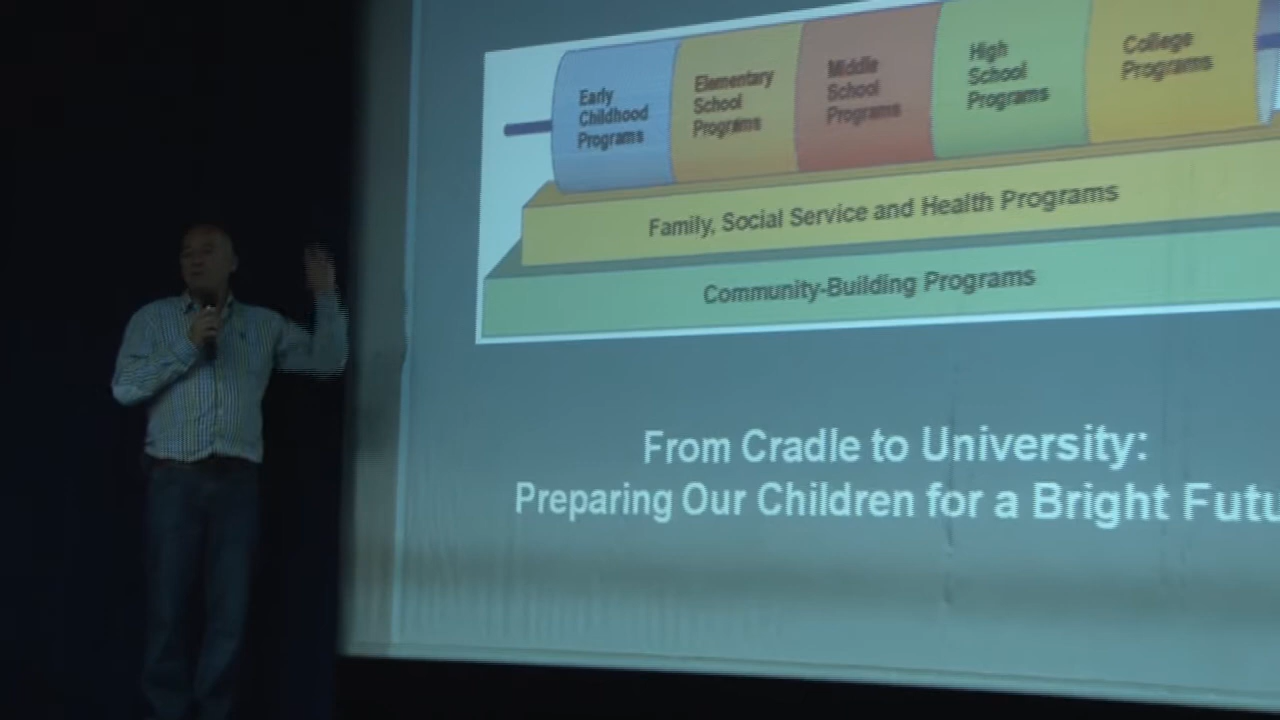 Early
Childhood
Programs
Elementary
School
Programs
Middle
School
Programs
High
School
Programs
College
Programs
Family, Social Service and Health Programs
Community-Building Programs
From Cradle to University:
Preparing Our Children for a Bright Futu